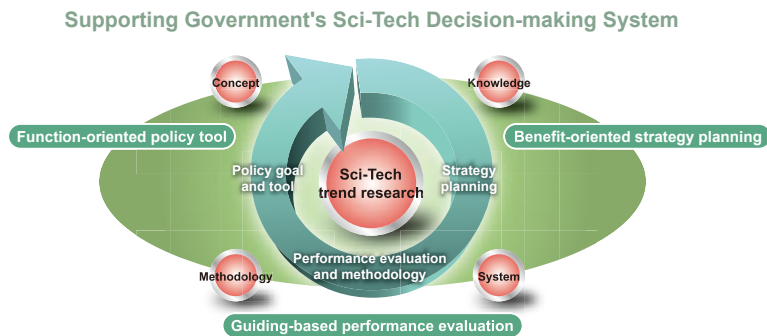 Supporting Government's Sci-Tech Decision-making System
Concept
Knowledge
Function-oriented policy tool
Benefit-oriented strategy planning
Policy goal
and tool
Sci-Tech
trend research
Strategy
planning
Performance evaluation
and methodology
Methodology
System
Guiding-based performance evaluation